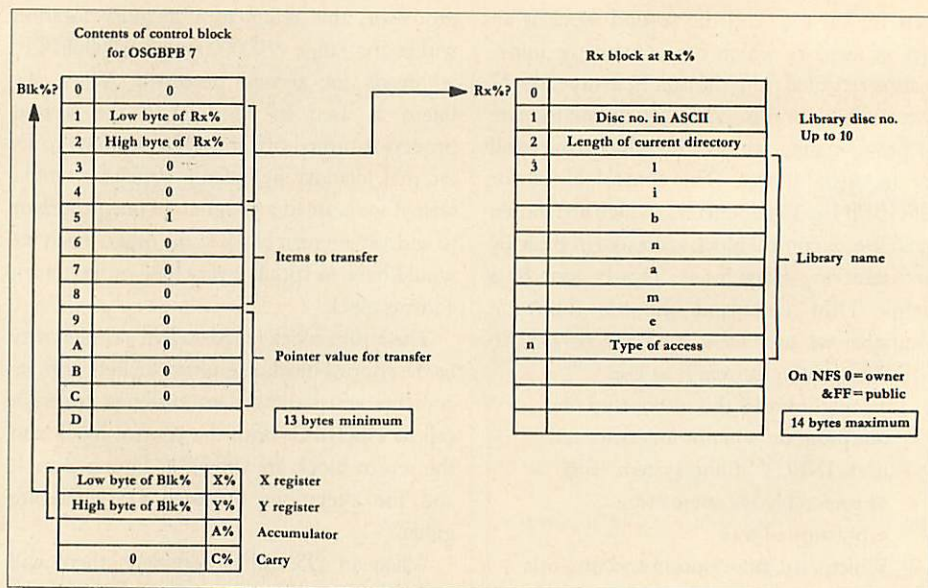 Contents of control block
for OSGBPB 7
Blk%? 0 0
1 Low byte of Rx%
2 High byte of Rx%
3 0
4 0
5 0
6 0
7 0
8 0
Items to transfer
9 0
A 0
B 0
C 0
D
Pointer value for transfer
13 bytes minimum
Low byte of Blk% X% X register
High byte of Blk% Y% Y register
A% Accumulator
0 C% Carry
Rx block at Rx%
Rx%? 0
1 Disc no. in ASCII
2 Length of current directory
3 l
i
b
n
a
m
e
n Type of access
Library disc no.
Up to 10
Library name
On NFS 0=owner
&FF=public
14 bytes maximum